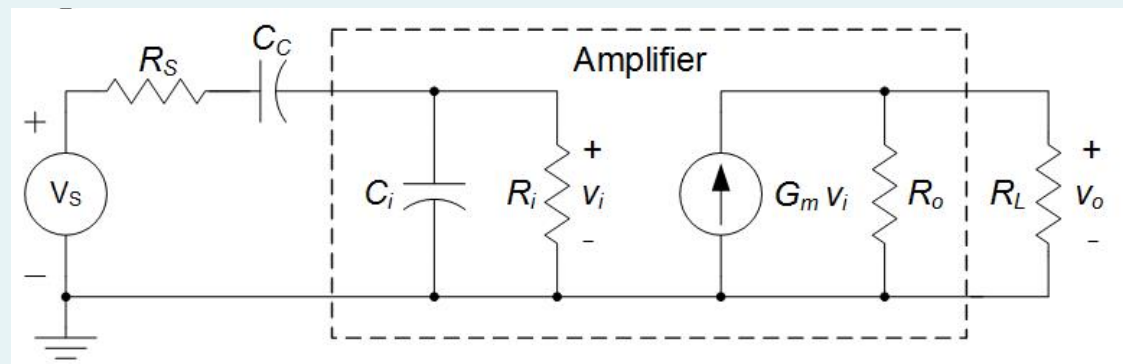 C_C
R_S
Amplifier
+
V_S
−
C_i
R_i
+
v_i
-
G_m v_i
R_o
R_L
+
v_o
-